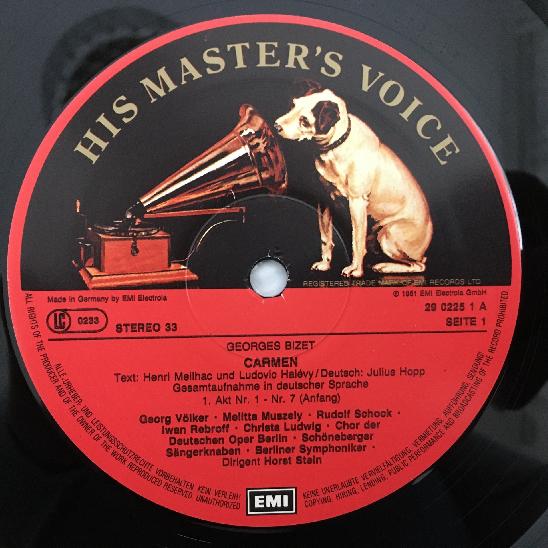 HIS MASTER'S VOICE
REGISTERED TRADE MARK OF EMI RECORDS LTD
Made in Germany by EMI Electrola
℗ 1961 EMI Electrola GmbH
29 0225 1 A
LC 0233
STEREO 33
SEITE 1
GEORGES BIZET
CARMEN
Text: Henri Meilhac und Ludovic Halévy/Deutsch: Julius Hopp
Gesamtaufnahme in deutscher Sprache
1. Akt Nr. 1 - Nr. 7 (Anfang)
Georg Völker · Melitta Muszely · Rudolf Schock ·
Iwan Rebroff · Christa Ludwig · Chor der
Deutschen Oper Berlin · Schöneberger
Sängerknaben · Berliner Symphoniker ·
Dirigent Horst Stein
EMI
ALL RIGHTS OF THE PRODUCER AND OF THE OWNER OF THE WORK REPRODUCED RESERVED. UNAUTHORIZED
COPYING, HIRING, LENDING, PUBLIC PERFORMANCE AND BROADCASTING OF THIS RECORD PROHIBITED
ALLE URHEBER- UND LEISTUNGSSCHUTZRECHTE VORBEHALTEN. KEIN VERLEIH!
KEINE UNERLAUBTE VERVIELFÄLTIGUNG, VERMIETUNG, AUFFÜHRUNG, SENDUNG